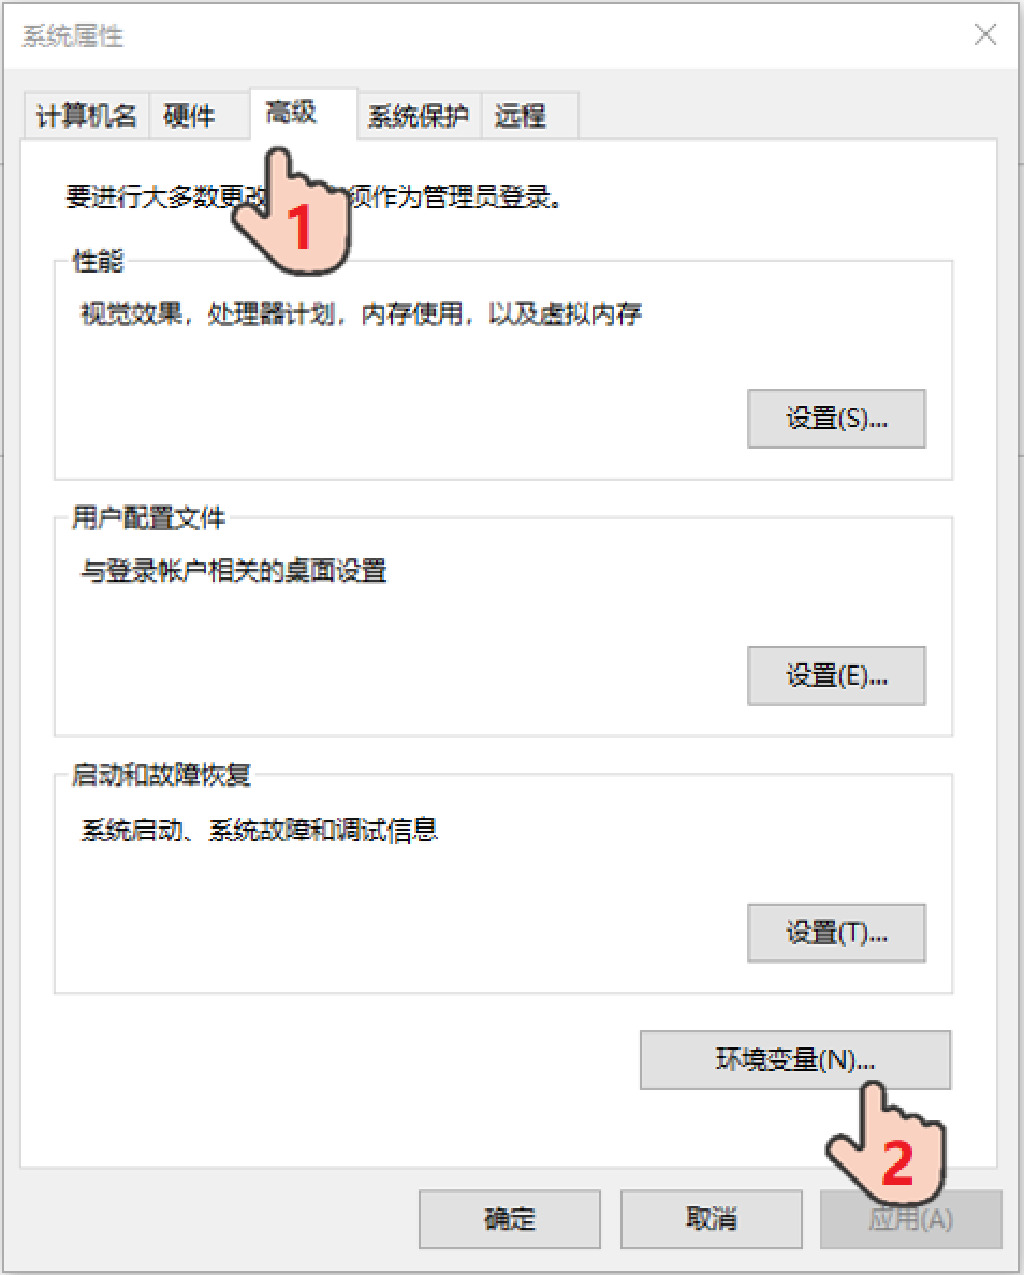 系统属性
计算机名 硬件 高级 系统保护 远程
要进行大多数更改 须作为管理员登录。
1
性能
视觉效果，处理器计划，内存使用，以及虚拟内存
设置(S)...
用户配置文件
与登录帐户相关的桌面设置
设置(E)...
启动和故障恢复
系统启动、系统故障和调试信息
设置(T)...
环境变量(N)...
2
确定 取消 应用(A)